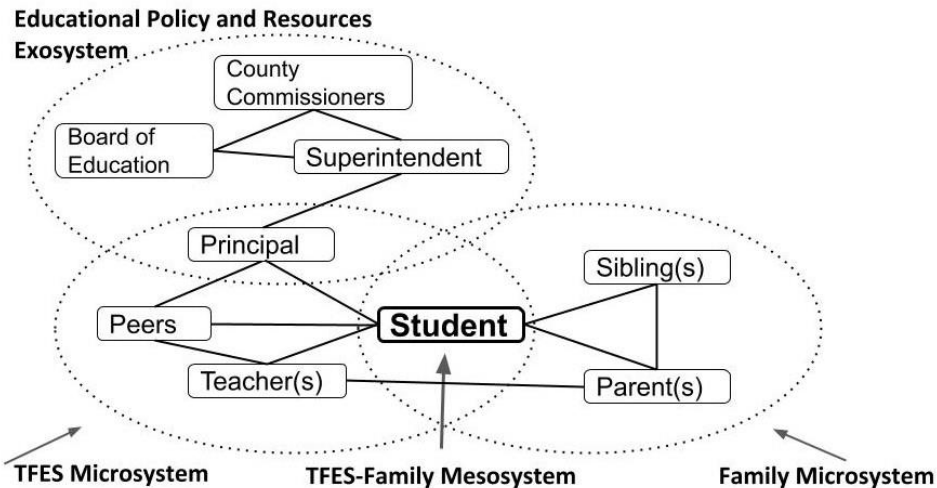 Educational Policy and Resources
Exosystem
County
Commissioners
Board of
Education
Superintendent
Principal
Sibling(s)
Peers
Student
Teacher(s)
Parent(s)
TFES Microsystem
TFES-Family Mesosystem
Family Microsystem